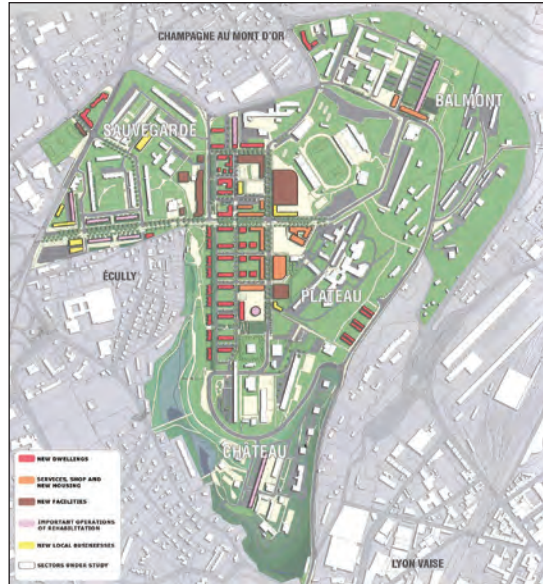 CHAMPAGNE AU MONT D'OR
BALMONT
SAUVEGARDE
ÉCULLY
PLATEAU
CHATEAU
LYON VAISE
NEW DWELLINGS
SERVICES, SHOP AND
NEW HOUSING
NEW FACILITIES
IMPORTANT OPERATIONS
OF REHABILITATION
NEW LOCAL BUSINESSES
SECTORS UNDER STUDY